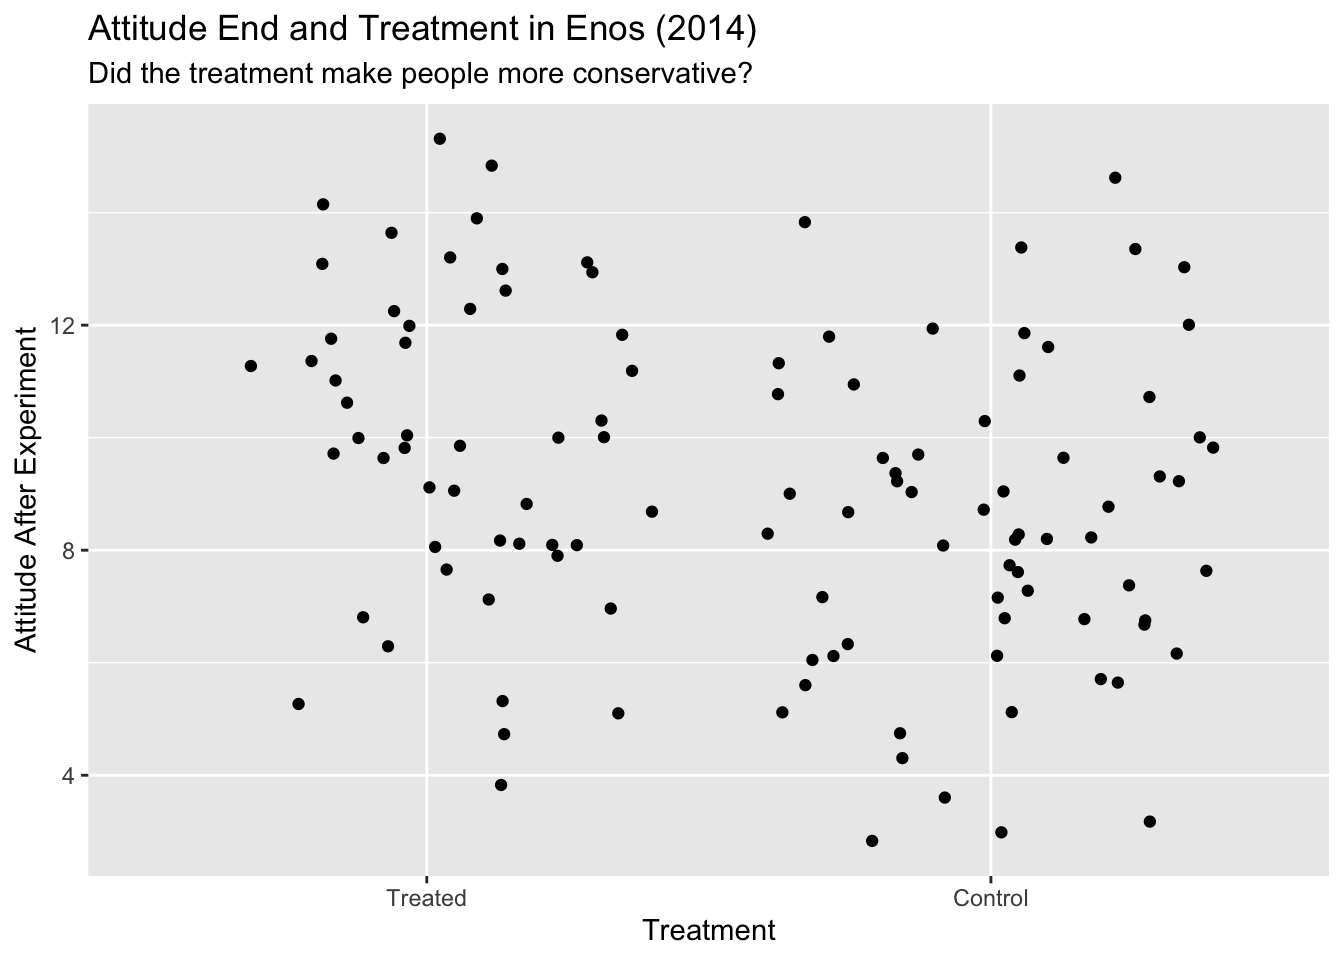 Attitude End and Treatment in Enos (2014)
Did the treatment make people more conservative?
Attitude After Experiment
12
8
4
Treated
Control
Treatment